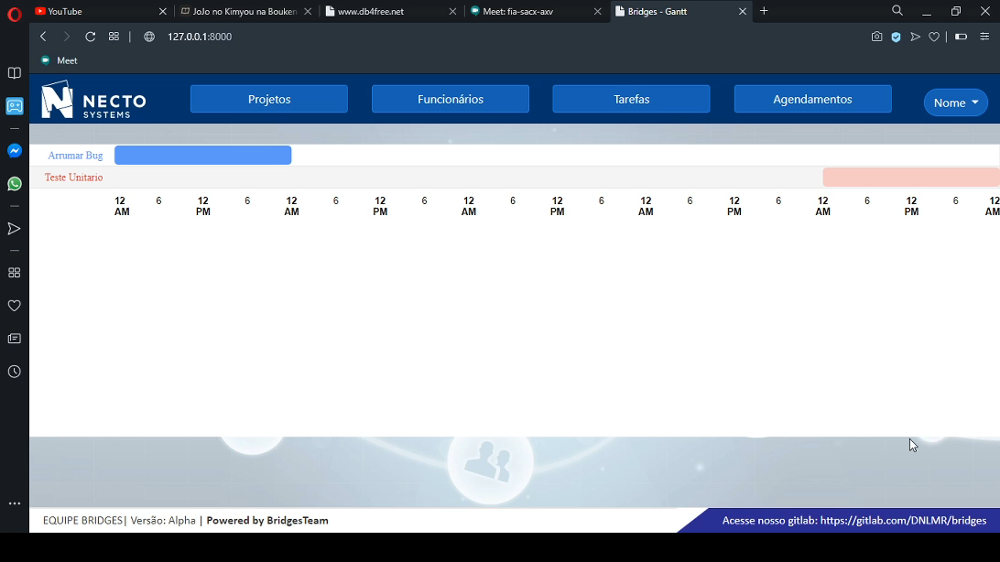 YouTube
JoJo no Kimyou na Bouken
www.db4free.net
Meet: fia-sacx-axv
Bridges - Gantt
127.0.0.1:8000
Meet
NECTO
SYSTEMS
Projetos
Funcionários
Tarefas
Agendamentos
Nome
Arrumar Bug
Teste Unitario
12 AM 6 12 PM 6 12 AM 6 12 PM 6 12 AM 6 12 PM 6 12 AM 6 12 PM 6 12 AM 6 12 PM 6 12 AM
EQUIPE BRIDGES| Versão: Alpha | Powered by BridgesTeam
Acesse nosso gitlab: https://gitlab.com/DNLMR/bridges